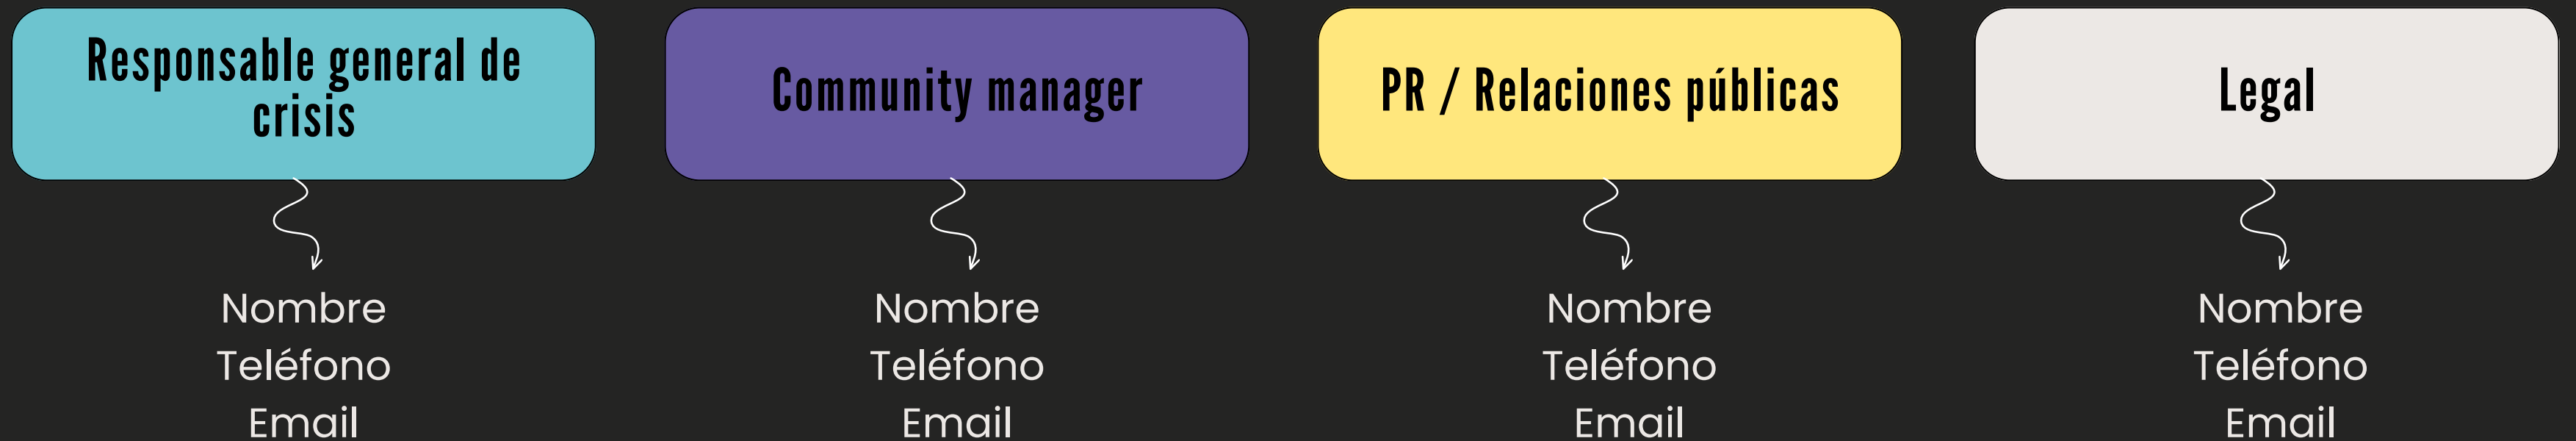 Responsable general de
crisis
Community manager
PR / Relaciones públicas
Legal
Nombre
Teléfono
Email
Nombre
Teléfono
Email
Nombre
Teléfono
Email
Nombre
Teléfono
Email